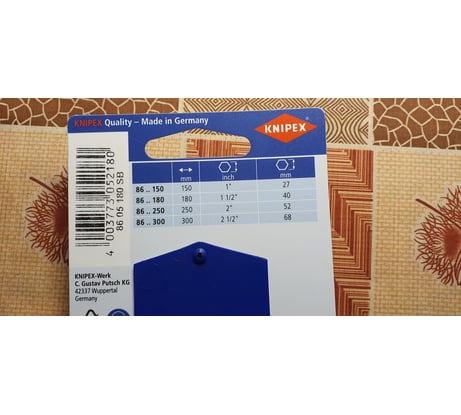 KNIPEX Quality – Made in Germany
KNIPEX
mm inch mm
86 .. 150 150 1" 27
86 .. 180 180 1 1/2" 40
86 .. 250 250 2" 52
86 .. 300 300 2 1/2" 68
4 003773 052180
86 05 180 SB
KNIPEX-Werk
C. Gustav Putsch KG
42337 Wuppertal
Germany